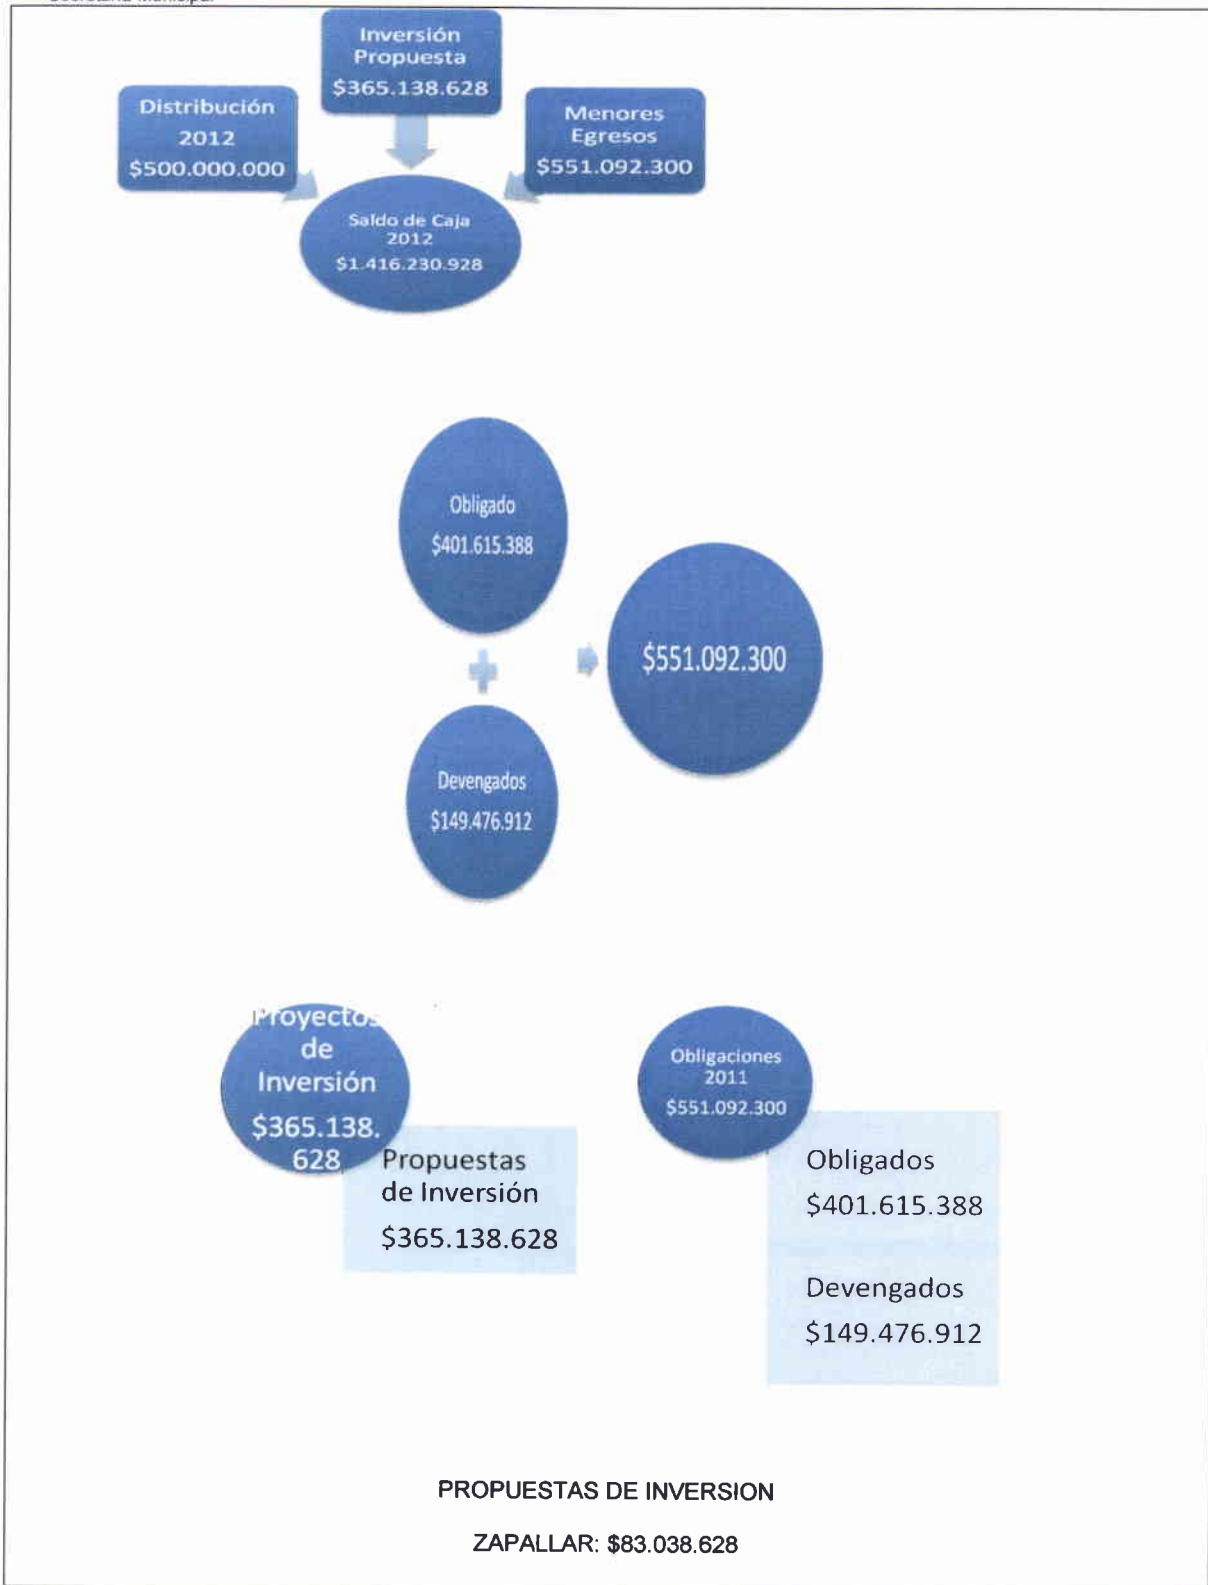 Inversión
Propuesta
$365.138.628
Distribución
2012
$500.000.000
Menores
Egresos
$551.092.300
Saldo de Caja
2012
$1.416.230.928
Obligado
$401.615.388
$551.092.300
Devengados
$149.476.912
Proyectos
de
Inversión
$365.138.
628
Propuestas
de Inversión
$365.138.628
Obligaciones
2011
$551.092.300
Obligados
$401.615.388
Devengados
$149.476.912
PROPUESTAS DE INVERSION
ZAPALLAR: $83.038.628